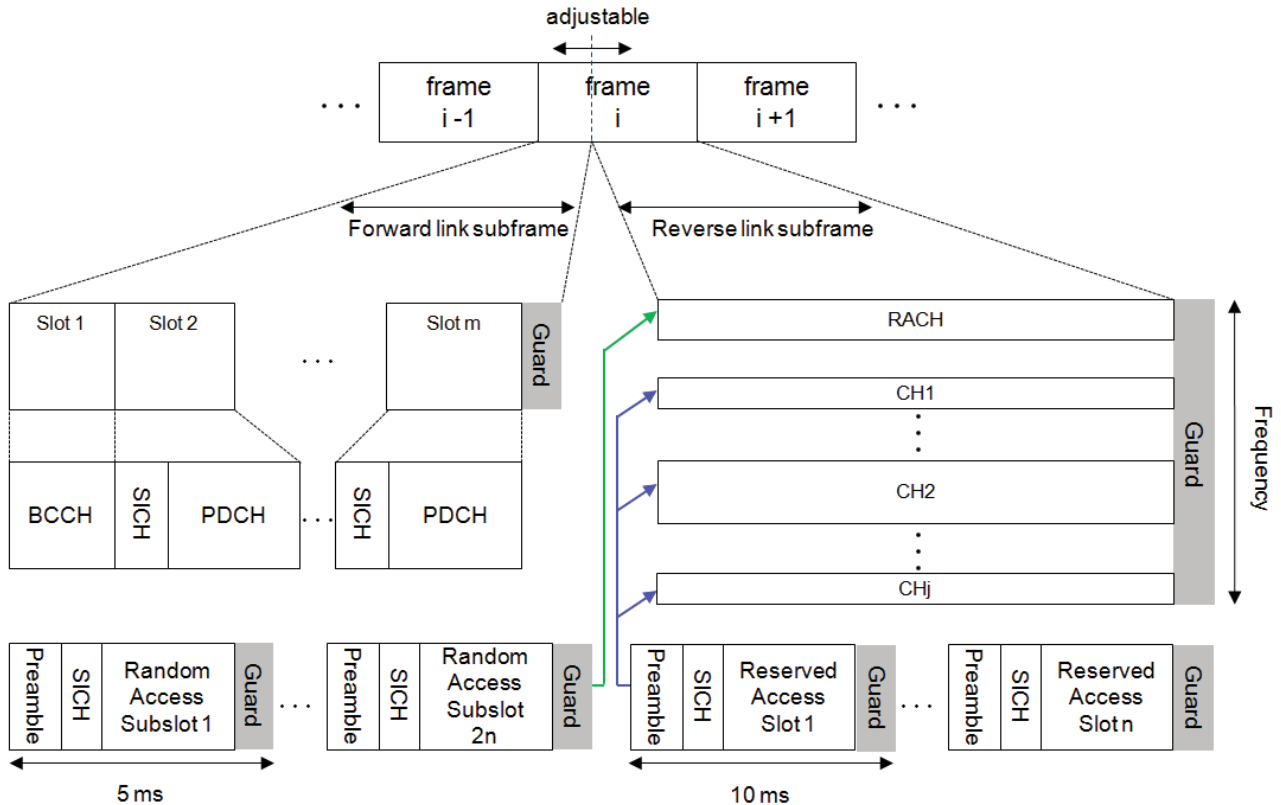 adjustable
frame
i -1
frame
i
frame
i +1
Forward link subframe
Reverse link subframe
Slot 1
Slot 2
Slot m
Guard
BCCH
SICH
PDCH
SICH
PDCH
RACH
CH1
CH2
CHj
Guard
Frequency
Preamble
SICH
Random
Access
Subslot 1
Guard
Preamble
SICH
Random
Access
Subslot
2n
Guard
Preamble
SICH
Reserved
Access
Slot 1
Guard
Preamble
SICH
Reserved
Access
Slot n
Guard
5 ms
10 ms